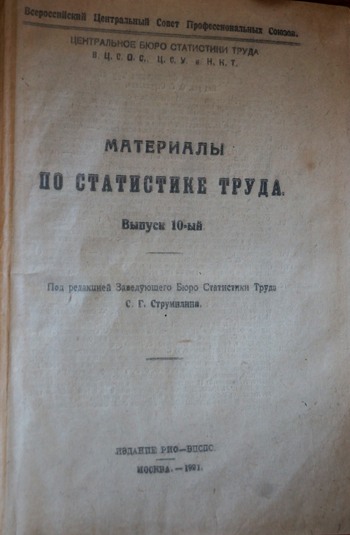 Всероссийский Центральный Совет Профессиональных Союзов.
ЦЕНТРАЛЬНОЕ БЮРО СТАТИСТИКИ ТРУДА
В. Ц. С. П. С., Ц. С. У. и Н. К. Т.
МАТЕРИАЛЫ
ПО СТАТИСТИКЕ ТРУДА.
Выпуск 10-ый
Под редакцией Заведующего Бюро Статистики Труда
С. Г. Струмилина.
ИЗДАНИЕ РИО—ВЦСПС.
МОСКВА.—1921.